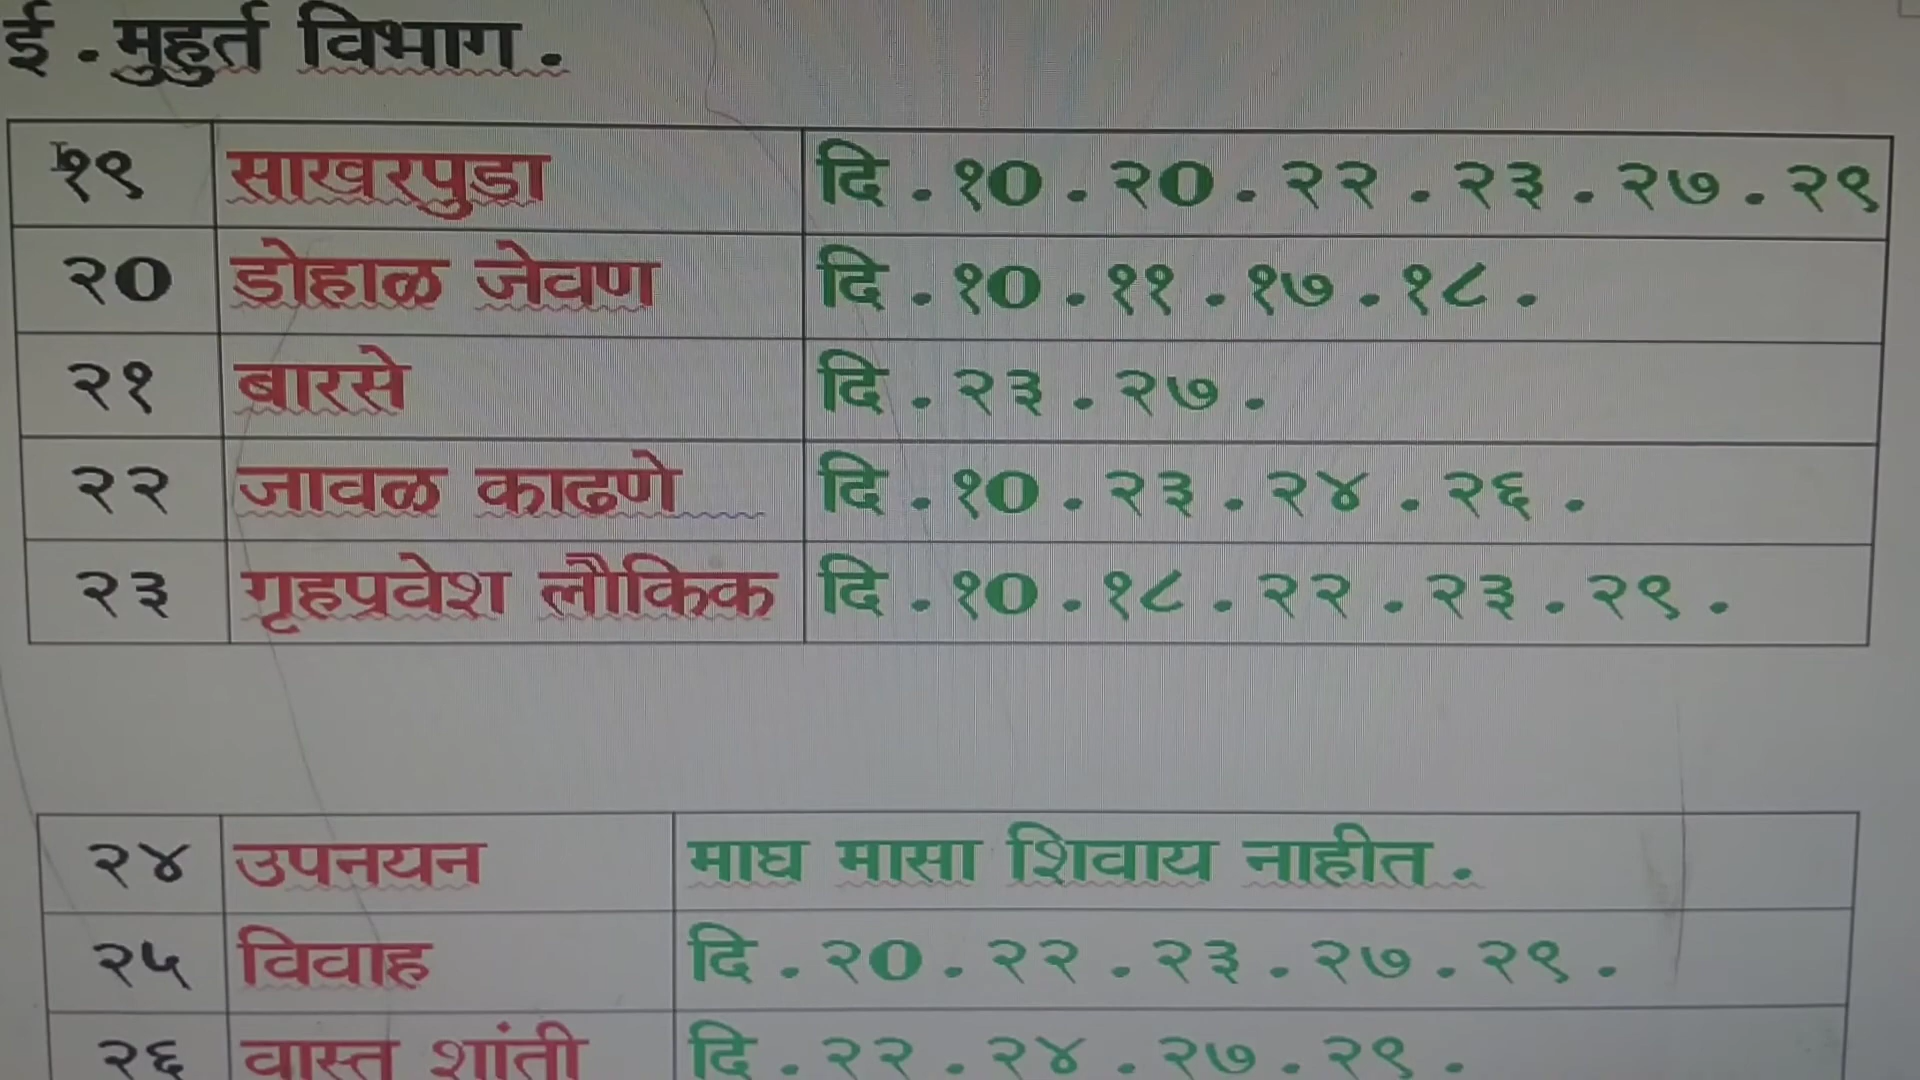 ई . मुहुर्त विभाग .
१९ साखरपुडा दि . १० . २० . २२ . २३ . २७ . २९
२० डोहाळ जेवण दि . १० . ११ . १७ . १८ .
२१ बारसे दि . २३ . २७ .
२२ जावळ काढणे दि . १० . २३ . २४ . २६ .
२३ गृहप्रवेश लौकिक दि . १० . १८ . २२ . २३ . २९ .
२४ उपनयन माघ मासा शिवाय नाहीत .
२५ विवाह दि . २० . २२ . २३ . २७ . २९ .
२६ वास्त शांती दि . २२ . २४ . २७ . २९ .